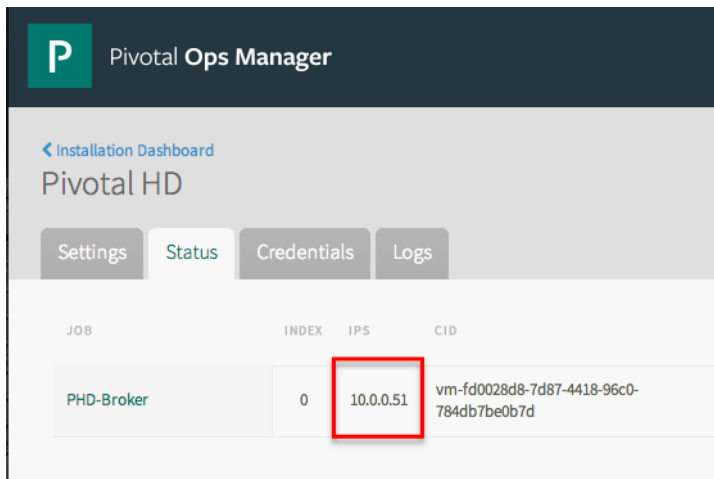 P Pivotal Ops Manager
Installation Dashboard
Pivotal HD
Settings Status Credentials Logs
JOB INDEX IPS CID
PHD-Broker 0 10.0.0.51 vm-fd0028d8-7d87-4418-96c0-
784db7be0b7d